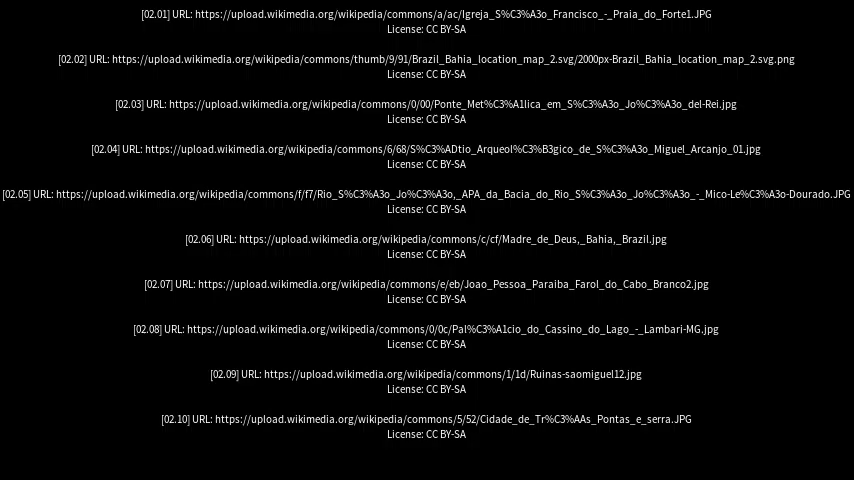 [02.01] URL: https://upload.wikimedia.org/wikipedia/commons/a/ac/Igreja_S%C3%A3o_Francisco_-_Praia_do_Forte1.JPG
License: CC BY-SA
[02.02] URL: https://upload.wikimedia.org/wikipedia/commons/thumb/9/91/Brazil_Bahia_location_map_2.svg/2000px-Brazil_Bahia_location_map_2.svg.png
License: CC BY-SA
[02.03] URL: https://upload.wikimedia.org/wikipedia/commons/0/00/Ponte_Met%C3%A1lica_em_S%C3%A3o_Jo%C3%A3o_del-Rei.jpg
License: CC BY-SA
[02.04] URL: https://upload.wikimedia.org/wikipedia/commons/6/68/S%C3%ADtio_Arqueol%C3%B3gico_de_S%C3%A3o_Miguel_Arcanjo_01.jpg
License: CC BY-SA
[02.05] URL: https://upload.wikimedia.org/wikipedia/commons/f/f7/Rio_S%C3%A3o_Jo%C3%A3o,_APA_da_Bacia_do_Rio_S%C3%A3o_Jo%C3%A3o_-_Mico-Le%C3%A3o-Dourado.JPG
License: CC BY-SA
[02.06] URL: https://upload.wikimedia.org/wikipedia/commons/c/cf/Madre_de_Deus,_Bahia,_Brazil.jpg
License: CC BY-SA
[02.07] URL: https://upload.wikimedia.org/wikipedia/commons/e/eb/Joao_Pessoa_Paraiba_Farol_do_Cabo_Branco2.jpg
License: CC BY-SA
[02.08] URL: https://upload.wikimedia.org/wikipedia/commons/0/0c/Pal%C3%A1cio_do_Cassino_do_Lago_-_Lambari-MG.jpg
License: CC BY-SA
[02.09] URL: https://upload.wikimedia.org/wikipedia/commons/1/1d/Ruinas-saomiguel12.jpg
License: CC BY-SA
[02.10] URL: https://upload.wikimedia.org/wikipedia/commons/5/52/Cidade_de_Tr%C3%AAs_Pontas_e_serra.JPG
License: CC BY-SA